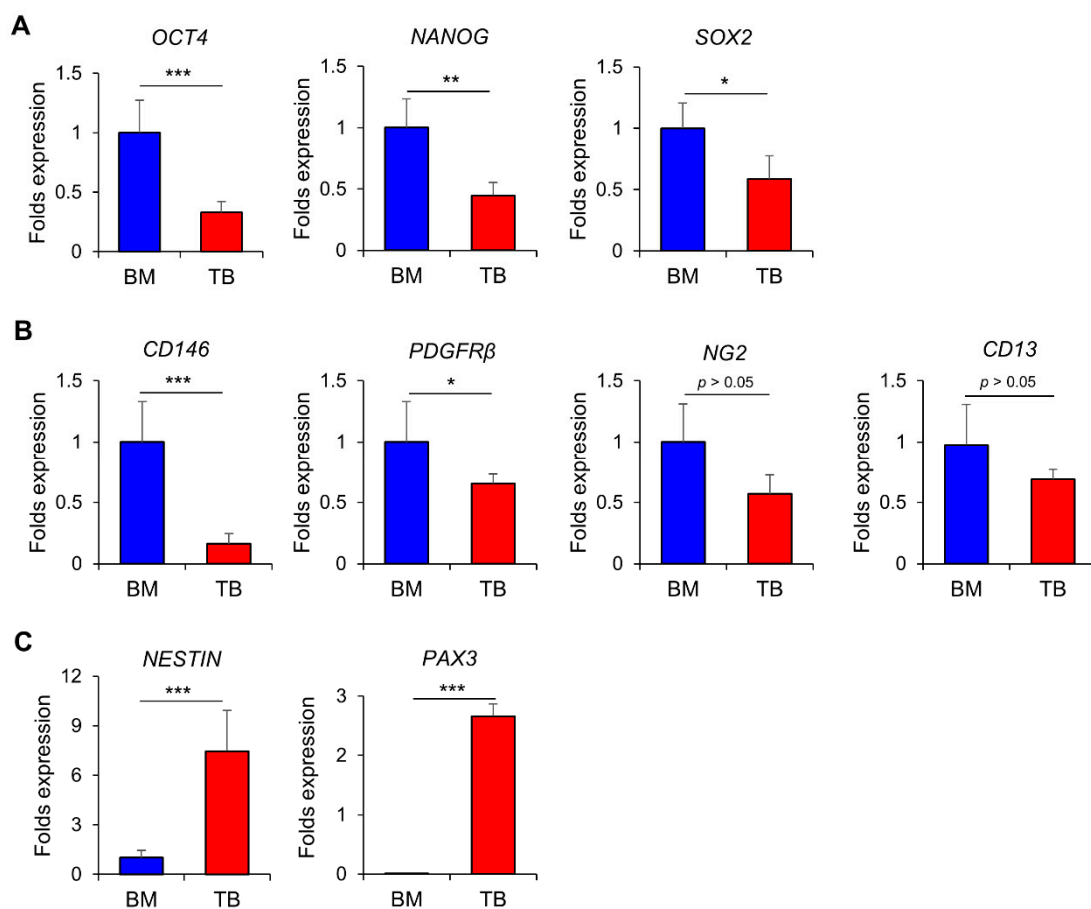 A
OCT4
NANOG
SOX2
Folds expression
1.5
1
0.5
0
***
BM
TB
Folds expression
1.5
1
0.5
0
**
BM
TB
Folds expression
1.5
1
0.5
0
*
BM
TB
B
CD146
PDGFRβ
NG2
CD13
Folds expression
1.5
1
0.5
0
***
BM
TB
Folds expression
1.5
1
0.5
0
*
BM
TB
Folds expression
1.5
1
0.5
0
p > 0.05
BM
TB
Folds expression
1.5
1
0.5
0
p > 0.05
BM
TB
C
NESTIN
PAX3
Folds expression
12
9
6
3
0
***
BM
TB
Folds expression
3
2
1
0
***
BM
TB